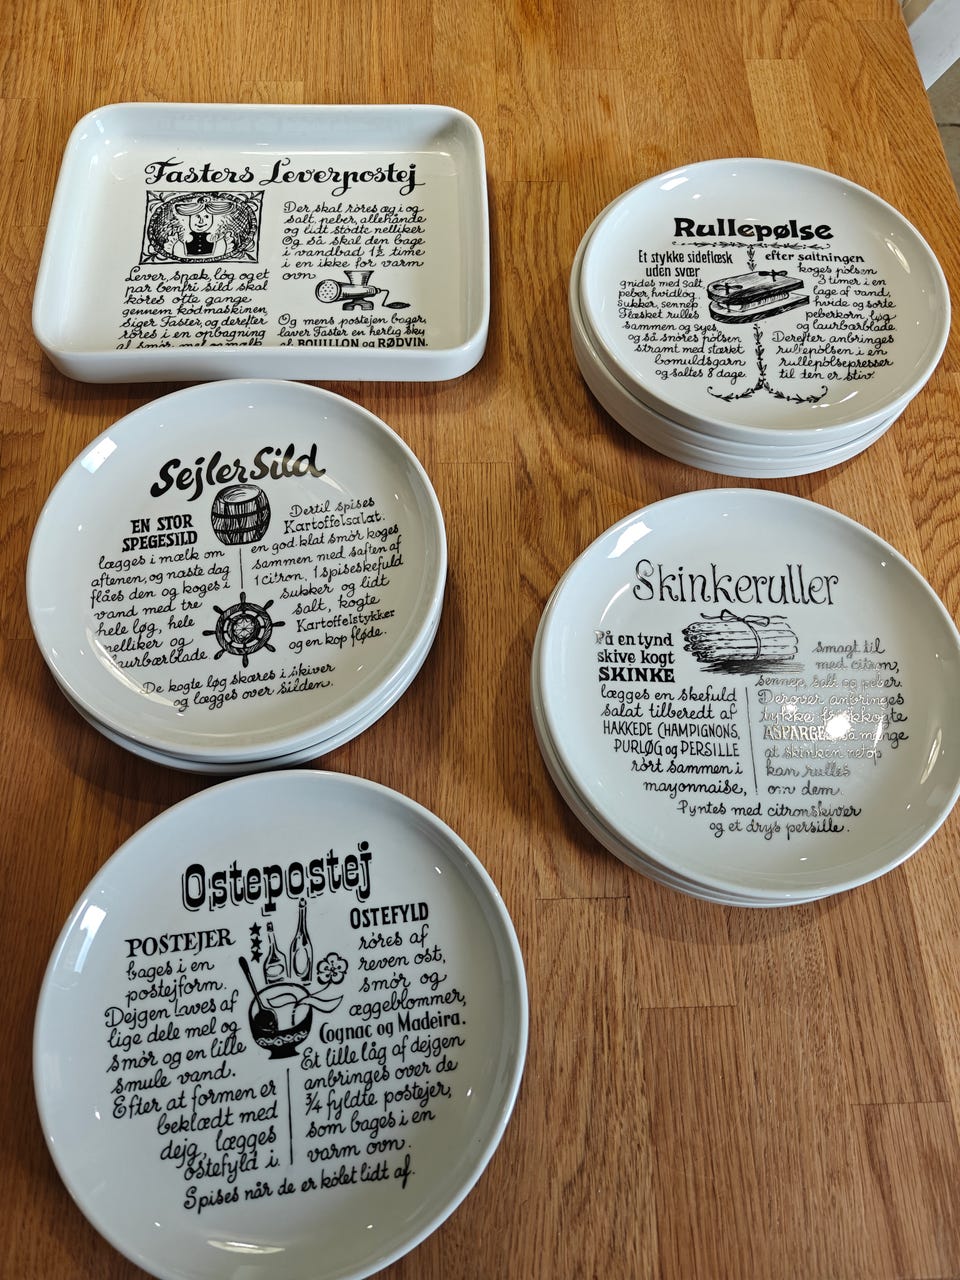 Fasters Leverpostej
Lever, spæk, løg og et
par benfri sild skal
køres otte gange
gennem kødmaskinen,
siger Faster, og derefter
røres i en opbagning
af smør, mel og mælk
Der skal røres æg i og
salt, peber, allehånde
og lidt stødte nelliker
Og så skal den bage
i vandbad 1½ time
i en ikke for varm
ovn
Og mens postejen bager,
laver Faster en herlig sky
af BOUILLON og RØDVIN.
Rullepølse
Et stykke sideflæsk
uden svær
gnides med salt
peber, hvidløg,
sukker, sennep
Flæsket rulles
sammen og syes,
og så snøres pølsen
stramt med stærkt
bomuldsgarn
og saltes 8 dage
efter saltningen
koges pølsen
3 timer i en
lage af vand,
hvide og sorte
peberkorn, løg
og laurbærblade
Derefter anbringes
rullepølsen i en
rullepølsepresser
til den er stiv.
SejlerSild
EN STOR
SPEGESILD
lægges i mælk om
aftenen, og næste dag
flåes den og koges i
vand med tre
hele løg, hele
nelliker og
laurbærblade.
Dertil spises
Kartoffelsalat.
en god klat smør koges
sammen med saften af
1 citron, 1 spiseskefuld
sukker og lidt
salt, kogte
Kartoffelstykker
og en kop fløde.
De kogte løg skæres i skiver
og lægges over silden.
Skinkeruller
På en tynd
skive kogt
SKINKE
lægges en skefuld
salat tilberedt af
HAKKEDE CHAMPIGNONS,
PURLØG og PERSILLE
rørt sammen i
mayonnaise,
smagt til
med citron,
sennep, salt og peber.
Derover anbringes
tykke friskkogte
ASPARGES så mange
at skinken netop
kan rulles
om dem.
Pyntes med citronskiver
og et drys persille.
Ostepostej
POSTEJER
bages i en
postejform.
Dejgen laves af
lige dele mel og
smør og en lille
smule vand.
Efter at formen er
beklædt med
dejg, lægges
ostefyld i.
OSTEFYLD
røres af
reven ost,
smør og
æggeblommer,
Cognac og Madeira.
Et lille låg af dejgen
anbringes over de
¾ fyldte postejer,
som bages i en
varm ovn.
Spises når de er kølet lidt af.